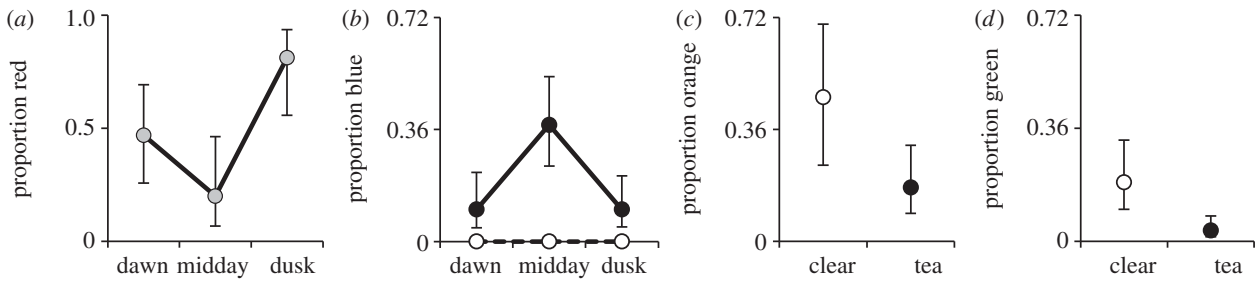 (a)
proportion red
1.0
0.5
0
dawn midday dusk
(b)
proportion blue
0.72
0.36
0
dawn midday dusk
(c)
proportion orange
0.72
0.36
0
clear tea
(d)
proportion green
0.72
0.36
0
clear tea